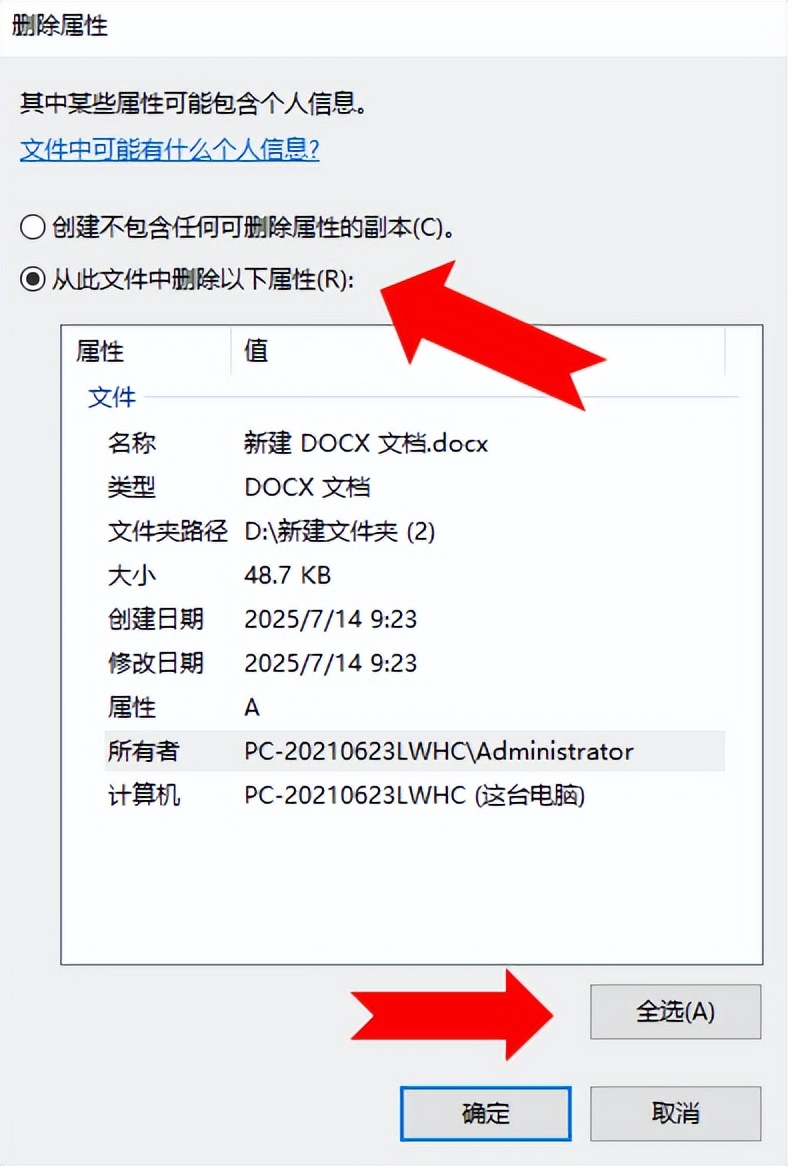 删除属性
其中某些属性可能包含个人信息。
文件中可能有什么个人信息?
创建不包含任何可删除属性的副本(C)。
从此文件中删除以下属性(R):
属性 值
文件
名称 新建 DOCX 文档.docx
类型 DOCX 文档
文件夹路径 D:\新建文件夹 (2)
大小 48.7 KB
创建日期 2025/7/14 9:23
修改日期 2025/7/14 9:23
属性 A
所有者 PC-20210623LWHC\Administrator
计算机 PC-20210623LWHC (这台电脑)
全选(A)
确定 取消